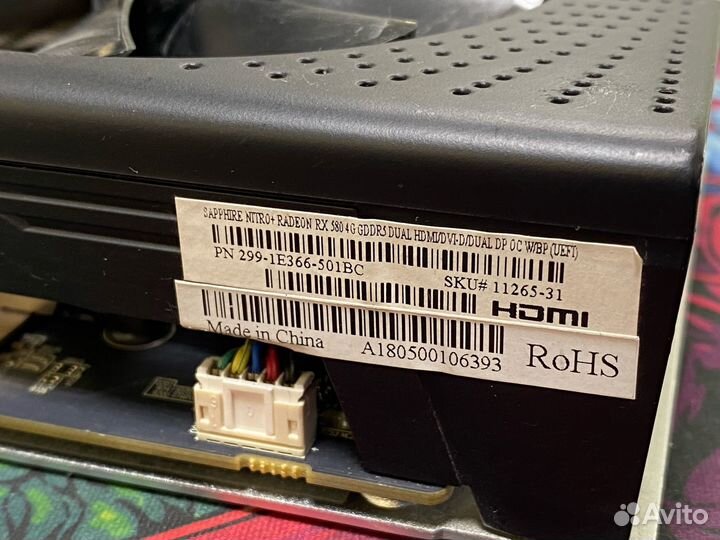 SAPPHIRE NITRO+ RADEON RX 580 4G GDDR5 DUAL HDMI/DVI-D/DUAL DP OC W/BP (UEFI)
PN 299-1E366-501BC SKU# 11265-31
HDMI
Made in China A180500106393 RoHS
Avito